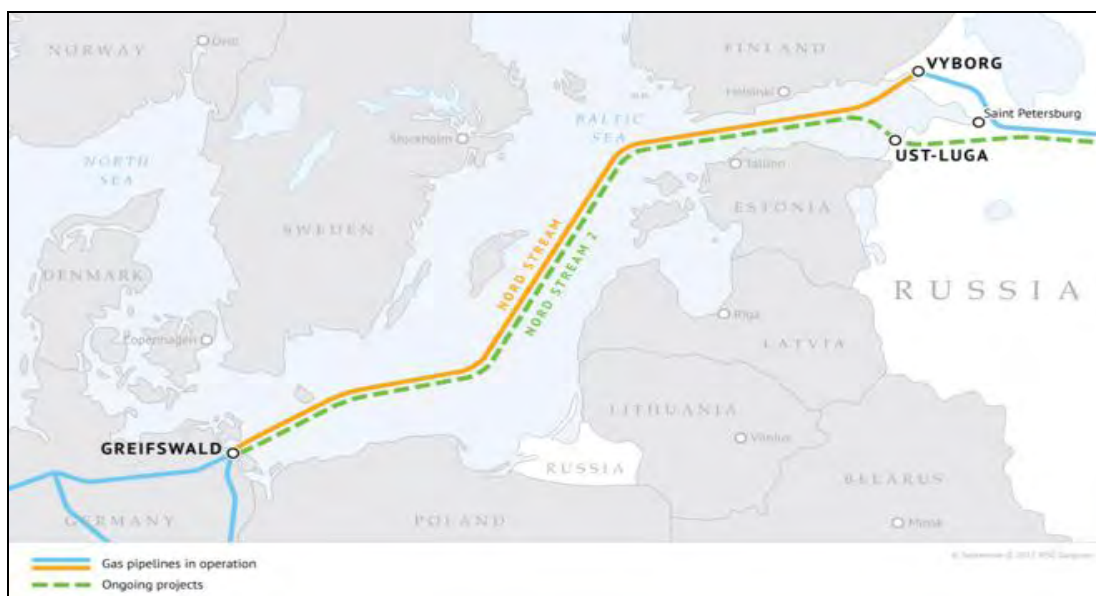 NORWAY
Oslo
FINLAND
VYBORG
Helsinki
Saint Petersburg
BALTIC
SEA
Stockholm
UST-LUGA
NORTH
SEA
Tallinn
ESTONIA
SWEDEN
NORD STREAM
NORD STREAM 2
DENMARK
RUSSIA
Riga
Copenhagen
LATVIA
LITHUANIA
Vilnius
GREIFSWALD
RUSSIA
BELARUS
GERMANY
POLAND
Minsk
Gas pipelines in operation
Ongoing projects